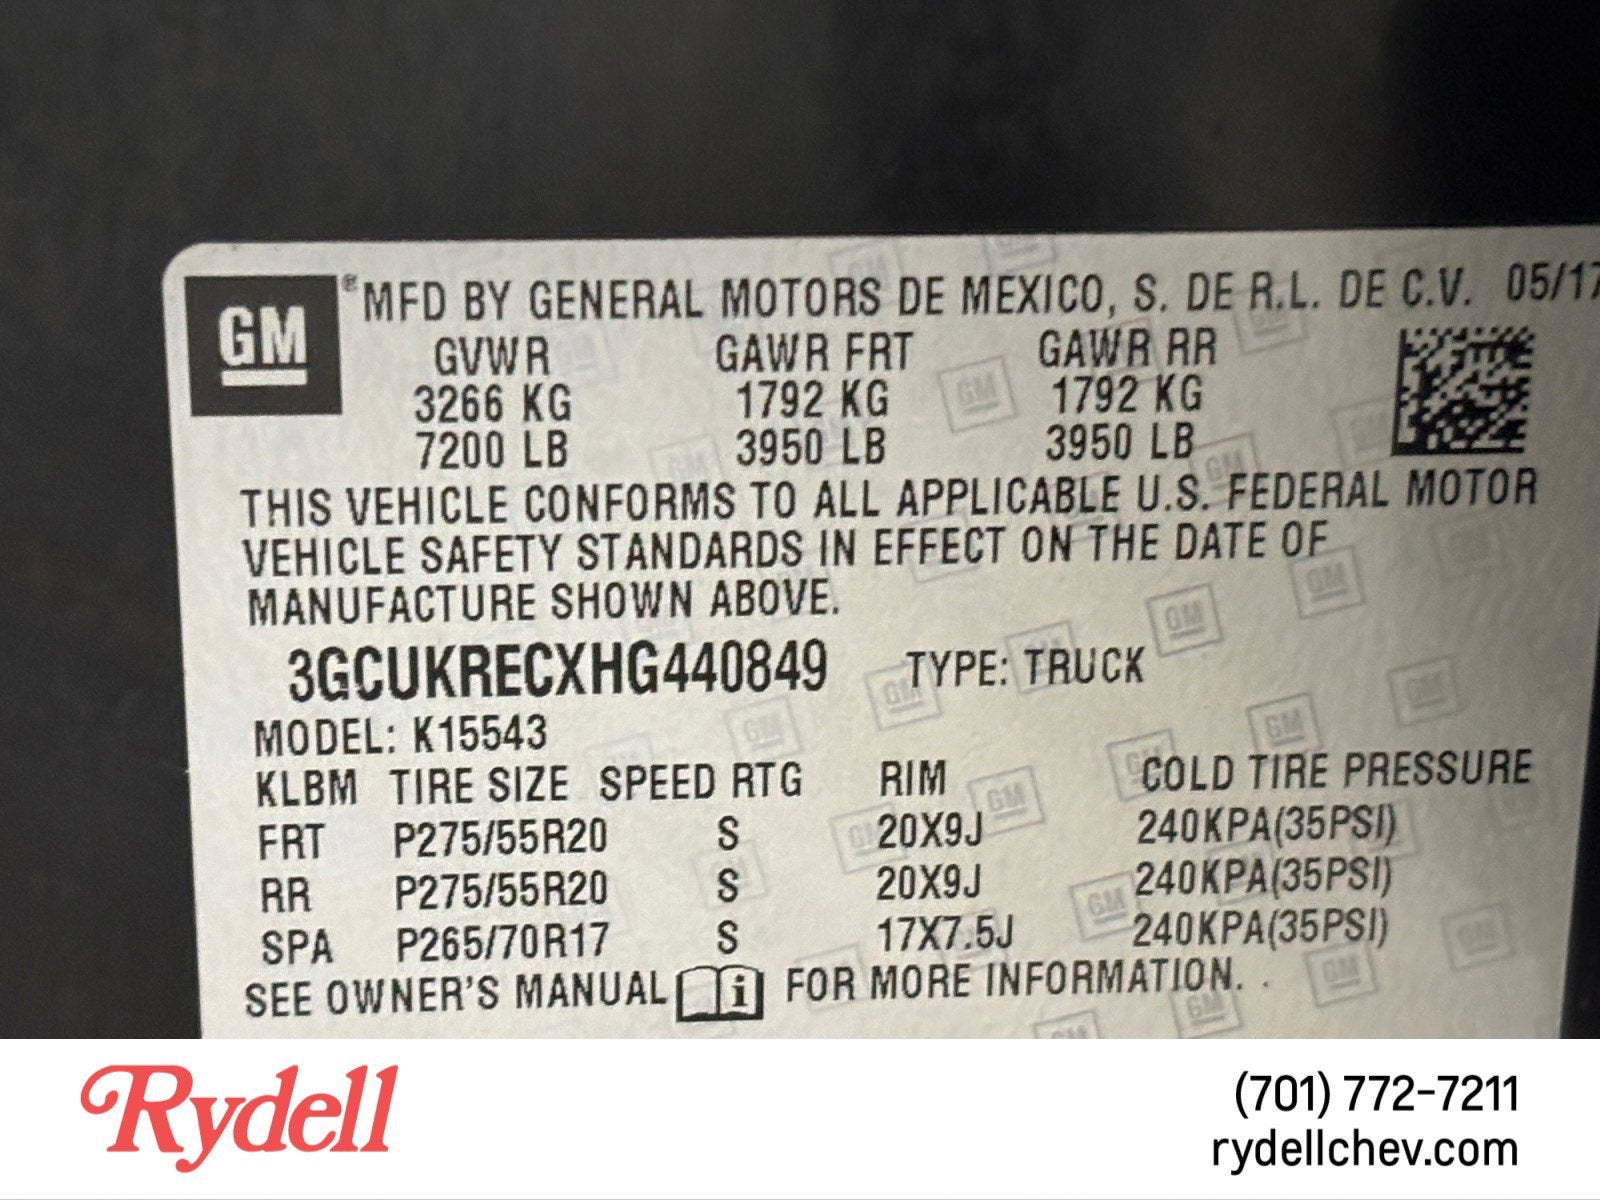 GM ® MFD BY GENERAL MOTORS DE MEXICO, S. DE R.L. DE C.V. 05/17
GVWR GAWR FRT GAWR RR
3266 KG 1792 KG 1792 KG
7200 LB 3950 LB 3950 LB
THIS VEHICLE CONFORMS TO ALL APPLICABLE U.S. FEDERAL MOTOR
VEHICLE SAFETY STANDARDS IN EFFECT ON THE DATE OF
MANUFACTURE SHOWN ABOVE.
3GCUKRECXHG440849 TYPE: TRUCK
MODEL: K15543
KLBM TIRE SIZE SPEED RTG RIM COLD TIRE PRESSURE
FRT P275/55R20 S 20X9J 240KPA(35PSI)
RR P275/55R20 S 20X9J 240KPA(35PSI)
SPA P265/70R17 S 17X7.5J 240KPA(35PSI)
SEE OWNER'S MANUAL i FOR MORE INFORMATION.
Rydell
(701) 772-7211
rydellchev.com